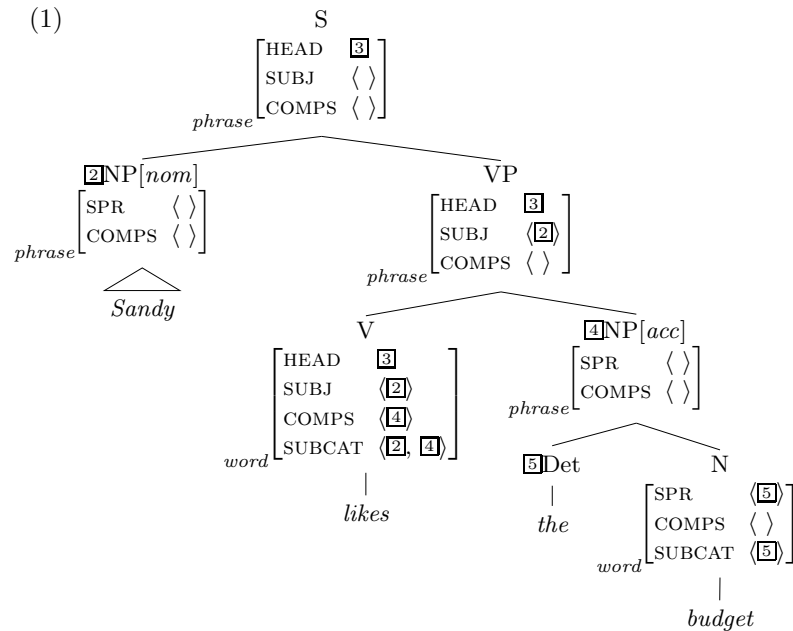 (1) S
HEAD 3
SUBJ ⟨ ⟩
COMPS ⟨ ⟩
phrase
2NP[nom] VP
SPR ⟨ ⟩ HEAD 3
COMPS ⟨ ⟩ SUBJ ⟨2⟩
phrase COMPS ⟨ ⟩
phrase
Sandy
V 4NP[acc]
HEAD 3 SPR ⟨ ⟩
SUBJ ⟨2⟩ COMPS ⟨ ⟩
COMPS ⟨4⟩ phrase
SUBCAT ⟨2, 4⟩
word
5Det N
likes the SPR ⟨5⟩
COMPS ⟨ ⟩
SUBCAT ⟨5⟩
word
budget